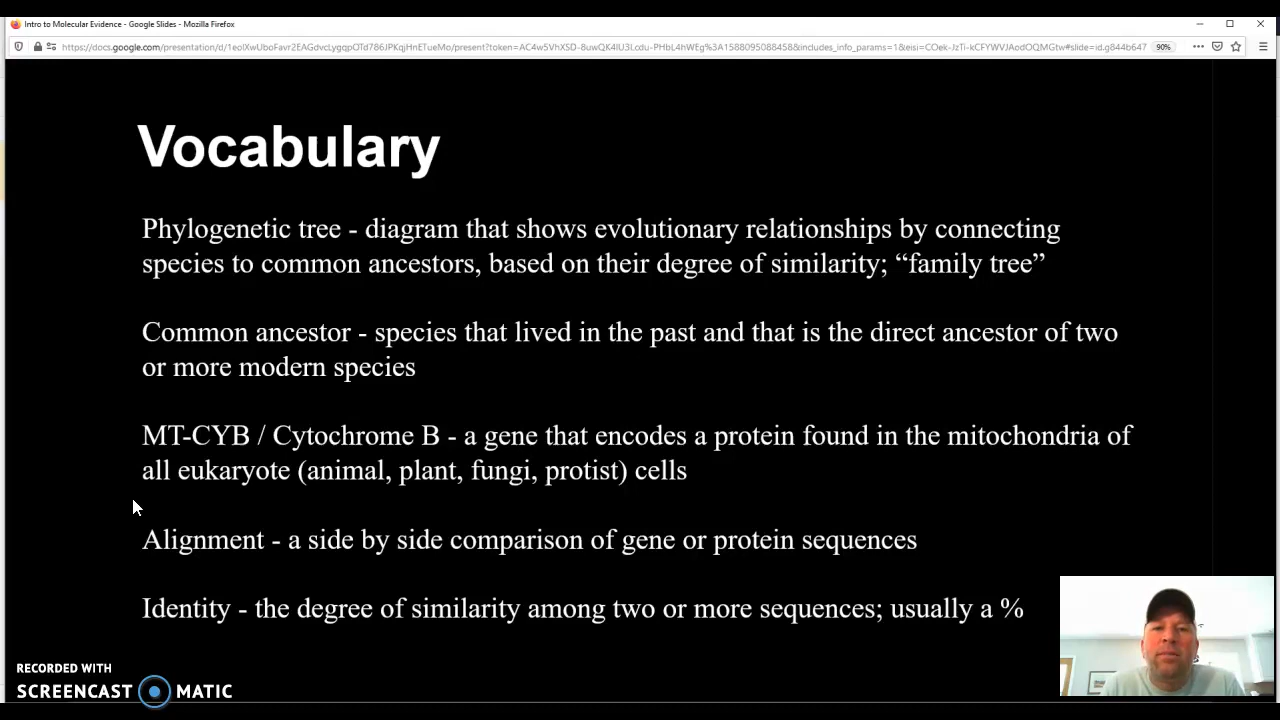 Intro to Molecular Evidence - Google Slides - Mozilla Firefox
90%
Vocabulary
Phylogenetic tree - diagram that shows evolutionary relationships by connecting
species to common ancestors, based on their degree of similarity; “family tree”
Common ancestor - species that lived in the past and that is the direct ancestor of two
or more modern species
MT-CYB / Cytochrome B - a gene that encodes a protein found in the mitochondria of
all eukaryote (animal, plant, fungi, protist) cells
Alignment - a side by side comparison of gene or protein sequences
Identity - the degree of similarity among two or more sequences; usually a %
RECORDED WITH
SCREENCAST MATIC